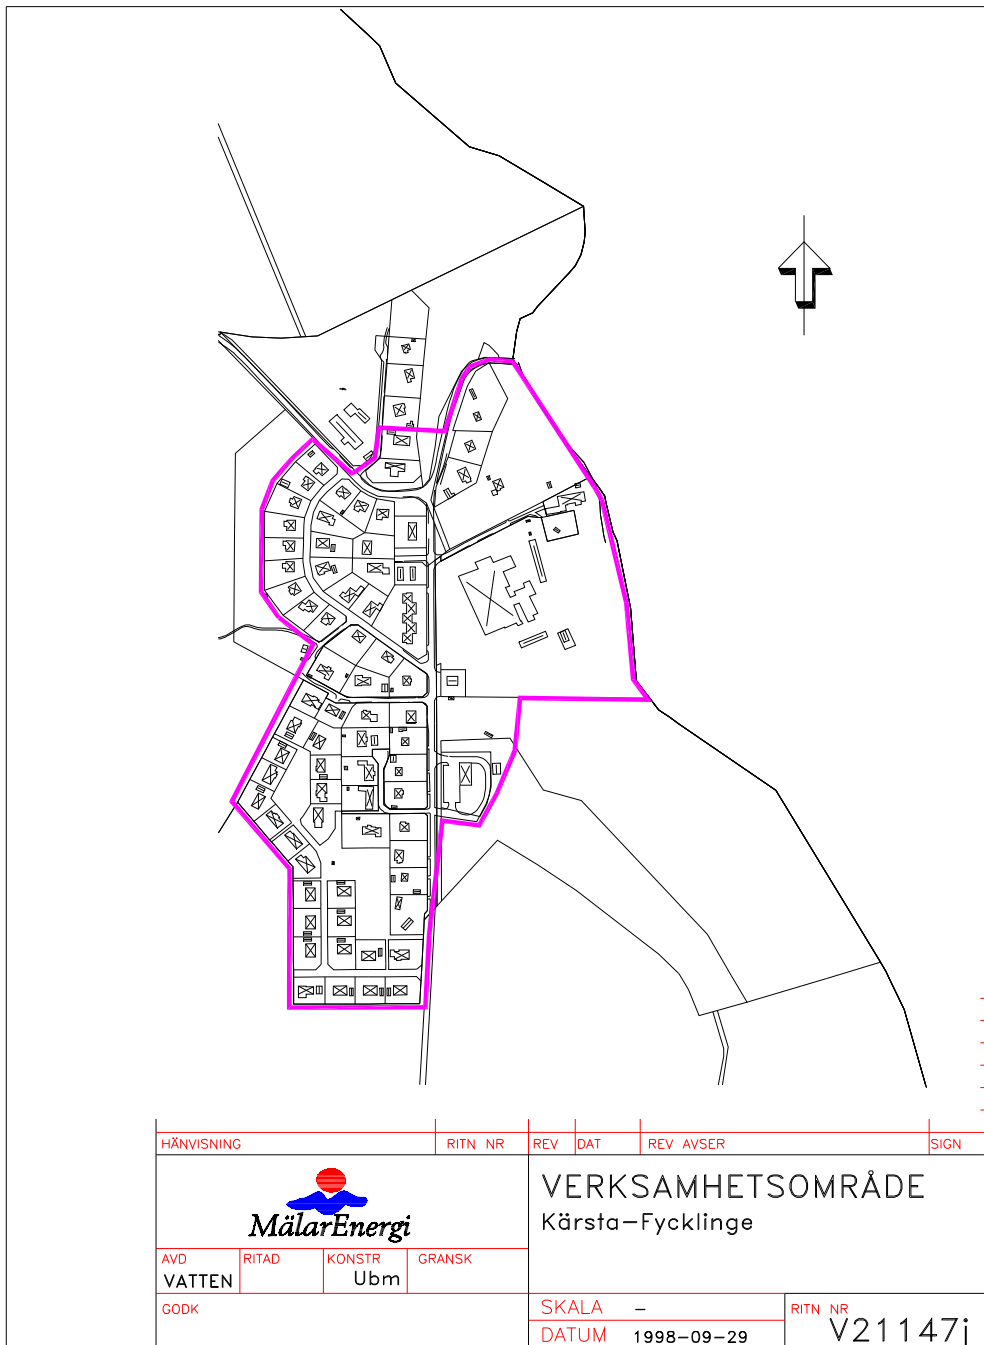 HÄNVISNING RITN NR REV DAT REV AVSER SIGN
MälarEnergi
VERKSAMHETSOMRÅDE
Kärsta-Fycklinge
AVD RITAD KONSTR GRANSK
VATTEN Ubm
GODK
SKALA -
DATUM 1998-09-29
RITN NR
V21147j